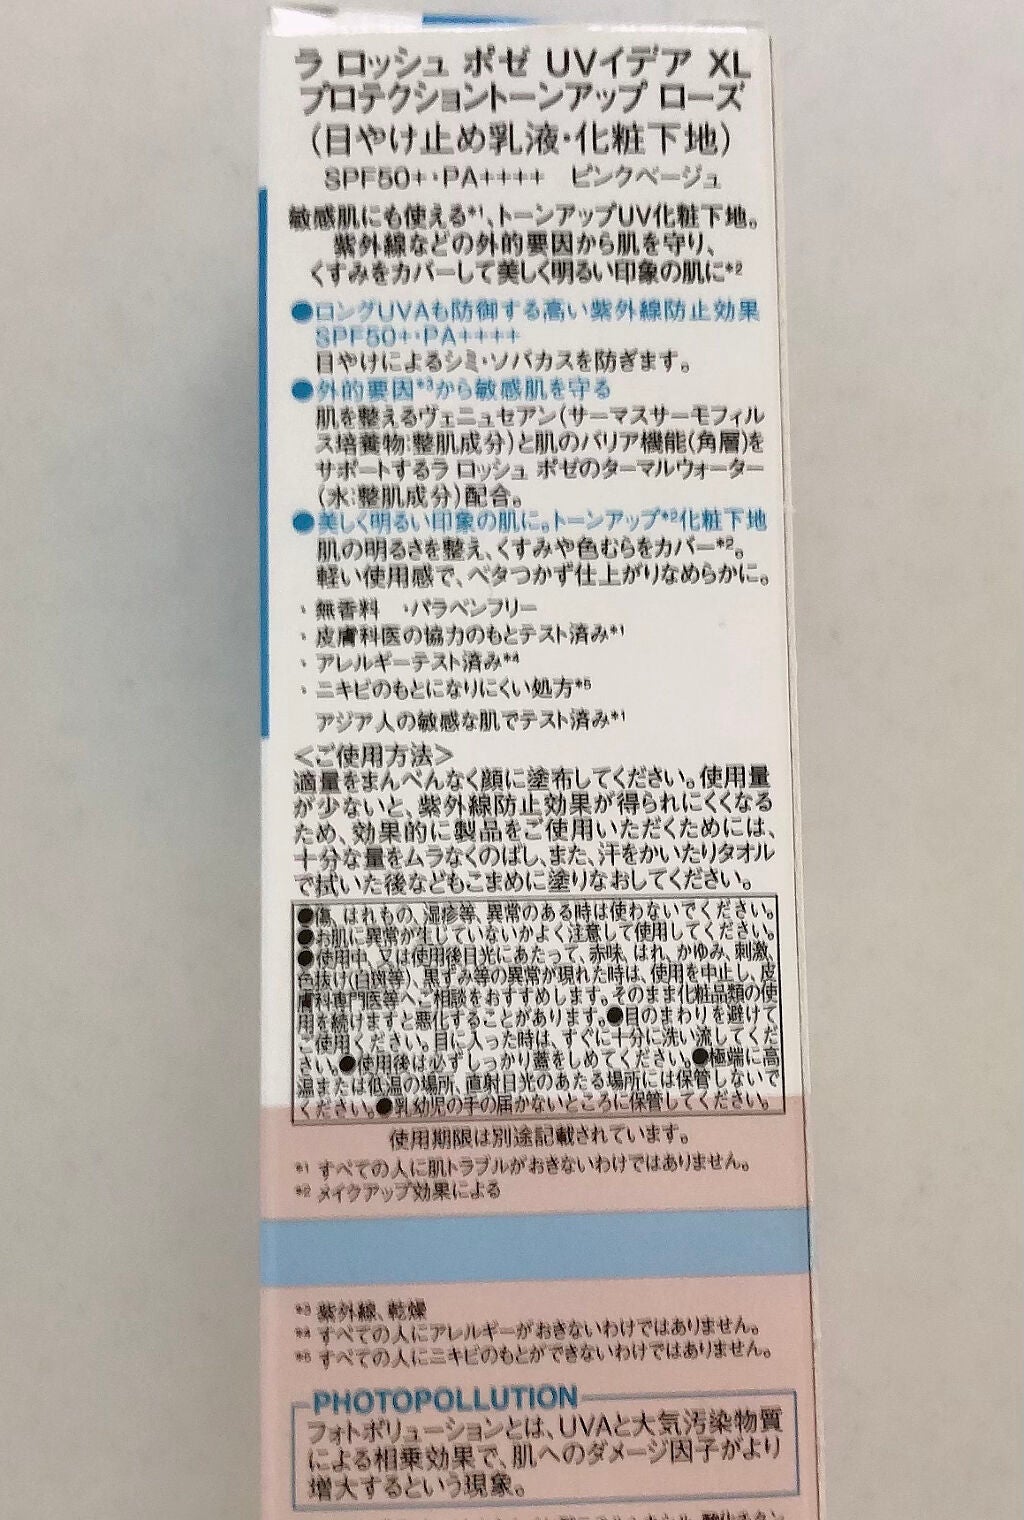 ラ ロッシュ ポゼ UVイデア XL
プロテクショントーンアップ ローズ
(日やけ止め乳液・化粧下地)
SPF50+・PA++++ ピンクベージュ
敏感肌にも使える*1、トーンアップUV化粧下地。
紫外線などの外的要因から肌を守り、
くすみをカバーして美しく明るい印象の肌に*2
●ロングUVAも防御する高い紫外線防止効果
SPF50+・PA++++
日やけによるシミ・ソバカスを防ぎます。
●外的要因*3から敏感肌を守る
肌を整えるヴェニュセアン(サーマスサーモフィル
ス培養物:整肌成分)と肌のバリア機能(角層)を
サポートするラ ロッシュ ポゼのターマルウォーター
(水:整肌成分)配合。
●美しく明るい印象の肌に。トーンアップ*2化粧下地
肌の明るさを整え、くすみや色むらをカバー*2。
軽い使用感で、ベタつかず仕上がりなめらかに。
・無香料 ・パラベンフリー
・皮膚科医の協力のもとテスト済み*1
・アレルギーテスト済み*4
・ニキビのもとになりにくい処方*5
アジア人の敏感な肌でテスト済み*1
<ご使用方法>
適量をまんべんなく顔に塗布してください。使用量
が少ないと、紫外線防止効果が得られにくくなる
ため、効果的に製品をご使用いただくためには、
十分な量をムラなくのばし、また、汗をかいたりタオル
で拭いた後などもこまめに塗りなおしてください。
●傷、はれもの、湿疹等、異常のある時は使わないでください。
●お肌に異常が生じていないかよく注意して使用してください。
●使用中、又は使用後日光にあたって、赤味、はれ、かゆみ、刺激、
色抜け(白斑等)、黒ずみ等の異常が現れた時は、使用を中止し、皮
膚科専門医等へご相談をおすすめします。そのまま化粧品類の使
用を続けますと悪化することがあります。●目のまわりを避けて
ご使用ください。目に入った時は、すぐに十分に洗い流してくだ
さい。●使用後は必ずしっかり蓋をしめてください。●極端に高
温または低温の場所、直射日光のあたる場所には保管しないで
ください。●乳幼児の手の届かないところに保管してください。
使用期限は別途記載されています。
*1 すべての人に肌トラブルがおきないわけではありません。
*2 メイクアップ効果による
*3 紫外線、乾燥
*4 すべての人にアレルギーがおきないわけではありません。
*5 すべての人にニキビのもとができないわけではありません。
PHOTOPOLLUTION
フォトポリューションとは、UVAと大気汚染物質
による相乗効果で、肌へのダメージ因子がより
増大するという現象。